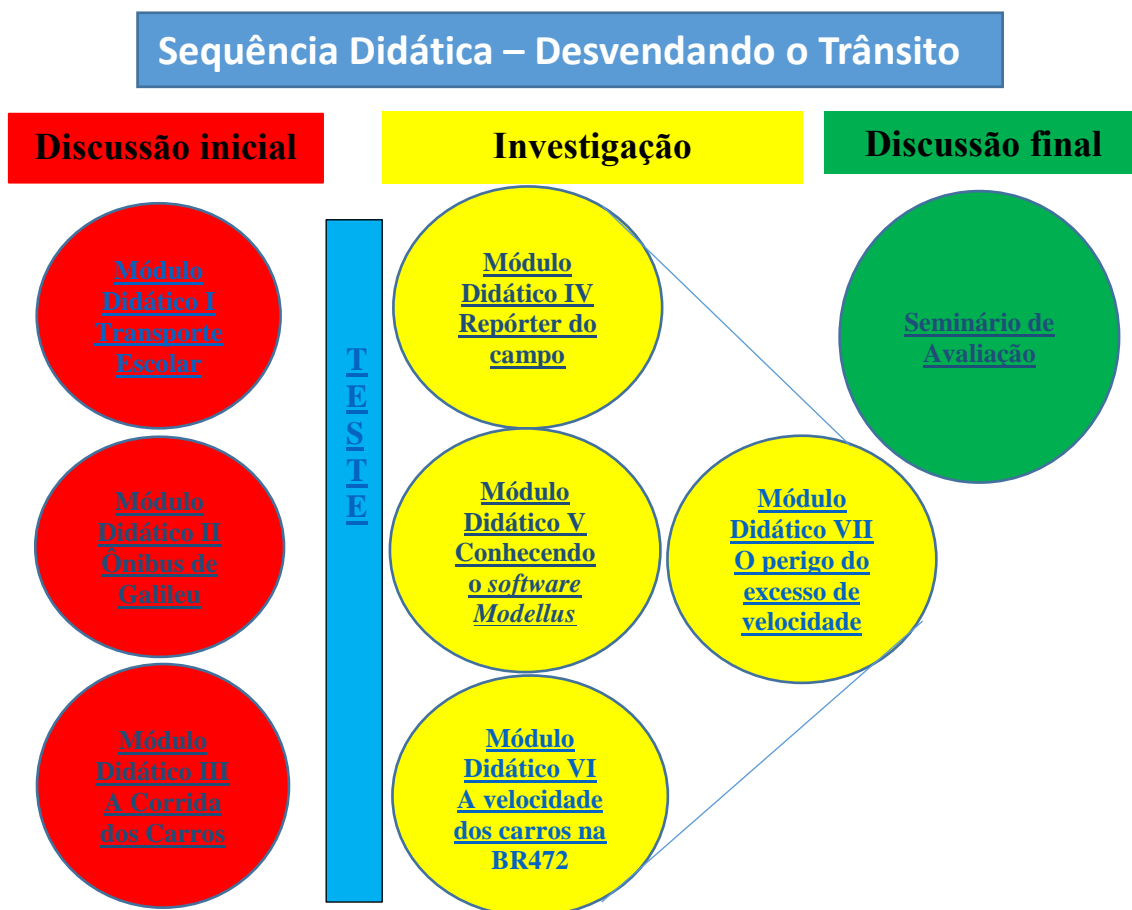 Sequência Didática – Desvendando o Trânsito
Discussão inicial
Investigação
Discussão final
Módulo
Didático I
Transporte
Escolar
Módulo
Didático II
Ônibus de
Galileu
Módulo
Didático III
A Corrida
dos Carros
T
E
S
T
E
Módulo
Didático IV
Repórter do
campo
Módulo
Didático V
Conhecendo
o software
Modellus
Módulo
Didático VI
A velocidade
dos carros na
BR472
Módulo
Didático VII
O perigo do
excesso de
velocidade
Seminário de
Avaliação